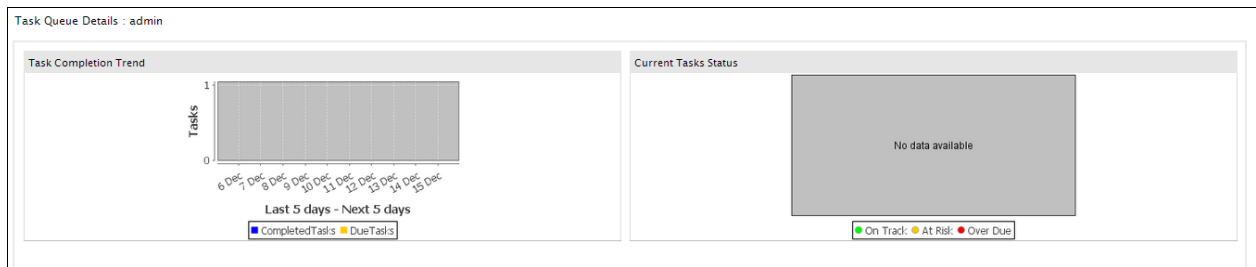 Task Queue Details : admin
Task Completion Trend
1
Tasks
0
6 Dec 7 Dec 8 Dec 9 Dec 10 Dec 11 Dec 12 Dec 13 Dec 14 Dec 15 Dec
Last 5 days - Next 5 days
CompletedTasks DueTasks
Current Tasks Status
No data available
On Track At Risk Over Due